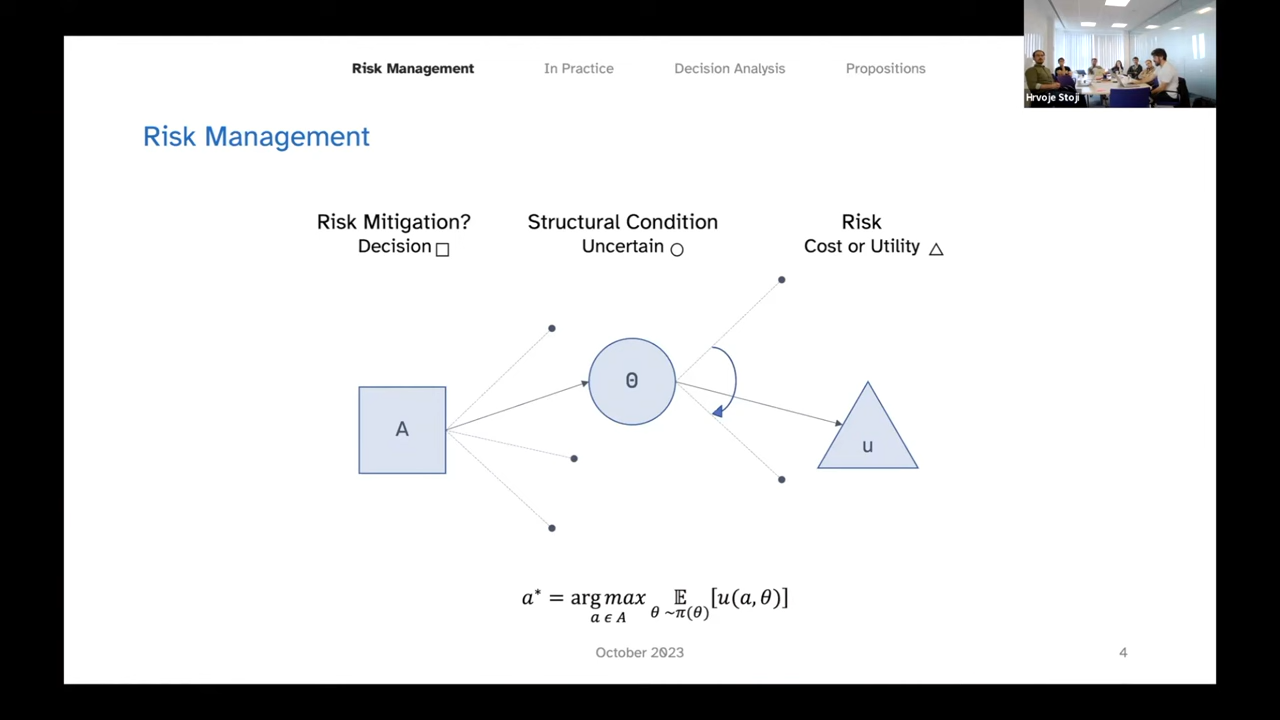 Risk Management In Practice Decision Analysis Propositions
Hrvoje Stoji
Risk Management
Risk Mitigation? Structural Condition Risk
Decision □ Uncertain ○ Cost or Utility △
Θ
A
u
a* = arg max 𝔼 [u(a, θ)]
a ϵ A θ ~π(θ)
October 2023 4